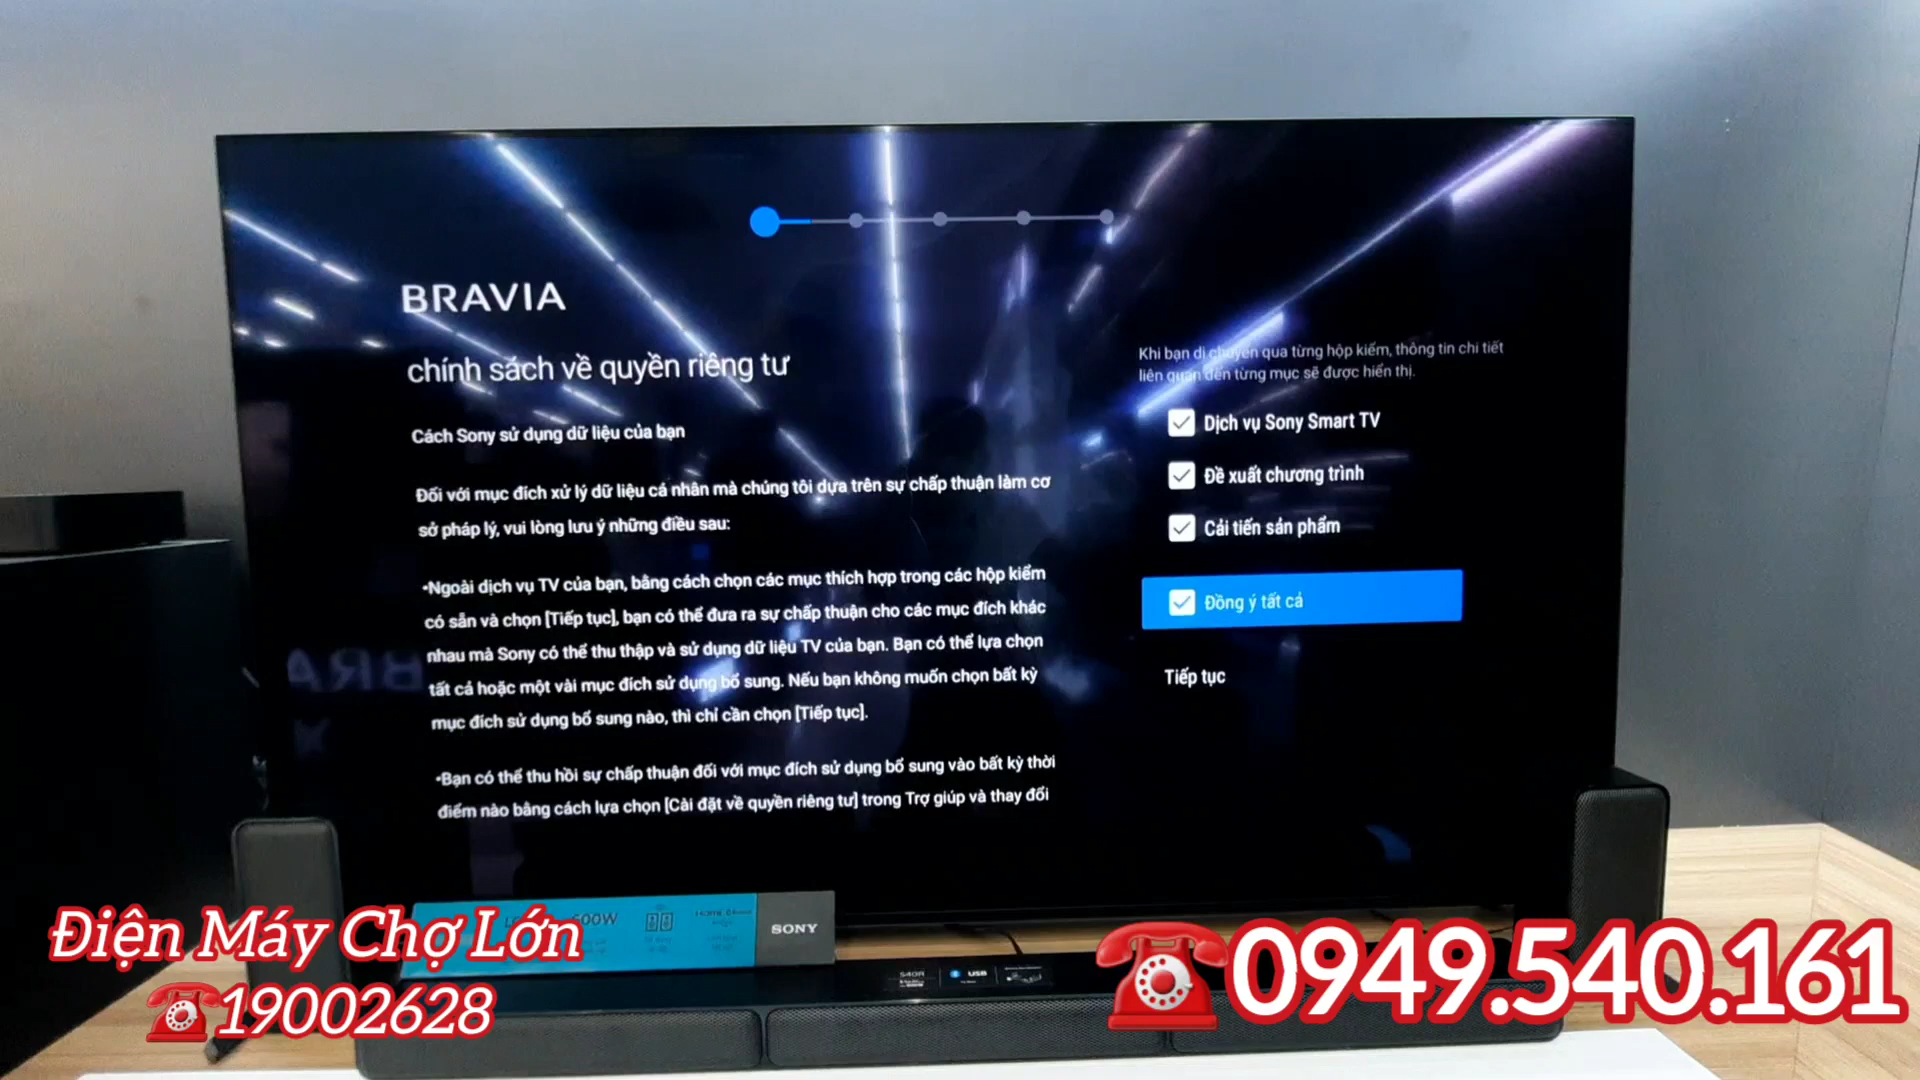 BRAVIA
chính sách về quyền riêng tư
Cách Sony sử dụng dữ liệu của bạn
Đối với mục đích xử lý dữ liệu cá nhân mà chúng tôi dựa trên sự chấp thuận làm cơ
sở pháp lý, vui lòng lưu ý những điều sau:
•Ngoài dịch vụ TV của bạn, bằng cách chọn các mục thích hợp trong các hộp kiểm
có sẵn và chọn [Tiếp tục], bạn có thể đưa ra sự chấp thuận cho các mục đích khác
nhau mà Sony có thể thu thập và sử dụng dữ liệu TV của bạn. Bạn có thể lựa chọn
tất cả hoặc một vài mục đích sử dụng bổ sung. Nếu bạn không muốn chọn bất kỳ
mục đích sử dụng bổ sung nào, thì chỉ cần chọn [Tiếp tục].
•Bạn có thể thu hồi sự chấp thuận đối với mục đích sử dụng bổ sung vào bất kỳ thời
điểm nào bằng cách lựa chọn [Cài đặt về quyền riêng tư] trong Trợ giúp và thay đổi
Khi bạn di chuyển qua từng hộp kiểm, thông tin chi tiết
liên quan đến từng mục sẽ được hiển thị.
Dịch vụ Sony Smart TV
Đề xuất chương trình
Cải tiến sản phẩm
Đồng ý tất cả
Tiếp tục
600W
SONY
S40R
USB
Điện Máy Chợ Lớn
19002628
0949.540.161